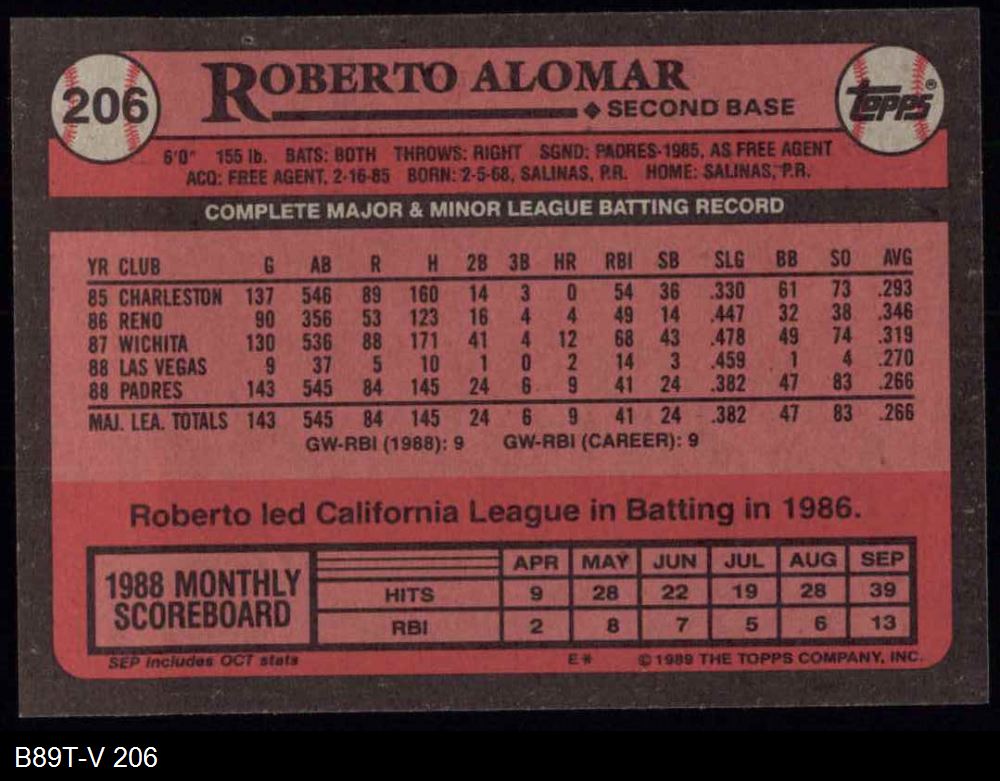 206
ROBERTO ALOMAR
SECOND BASE
TOPPS®
6'0" 155 lb. BATS: BOTH THROWS: RIGHT SGND: PADRES-1985, AS FREE AGENT
ACQ: FREE AGENT, 2-16-85 BORN: 2-5-68, SALINAS, P.R. HOME: SALINAS, P.R.
COMPLETE MAJOR & MINOR LEAGUE BATTING RECORD
YR CLUB G AB R H 2B 3B HR RBI SB SLG BB SO AVG
85 CHARLESTON 137 546 89 160 14 3 0 54 36 .330 61 73 .293
86 RENO 90 356 53 123 16 4 4 49 14 .447 32 38 .346
87 WICHITA 130 536 88 171 41 4 12 68 43 .478 49 74 .319
88 LAS VEGAS 9 37 5 10 1 0 2 14 3 .459 1 4 .270
88 PADRES 143 545 84 145 24 6 9 41 24 .382 47 83 .266
MAJ. LEA. TOTALS 143 545 84 145 24 6 9 41 24 .382 47 83 .266
GW-RBI (1988): 9 GW-RBI (CAREER): 9
Roberto led California League in Batting in 1986.
1988 MONTHLY
SCOREBOARD
APR MAY JUN JUL AUG SEP
HITS 9 28 22 19 28 39
RBI 2 8 7 5 6 13
SEP includes OCT stats E* © 1989 THE TOPPS COMPANY, INC.
B89T-V 206